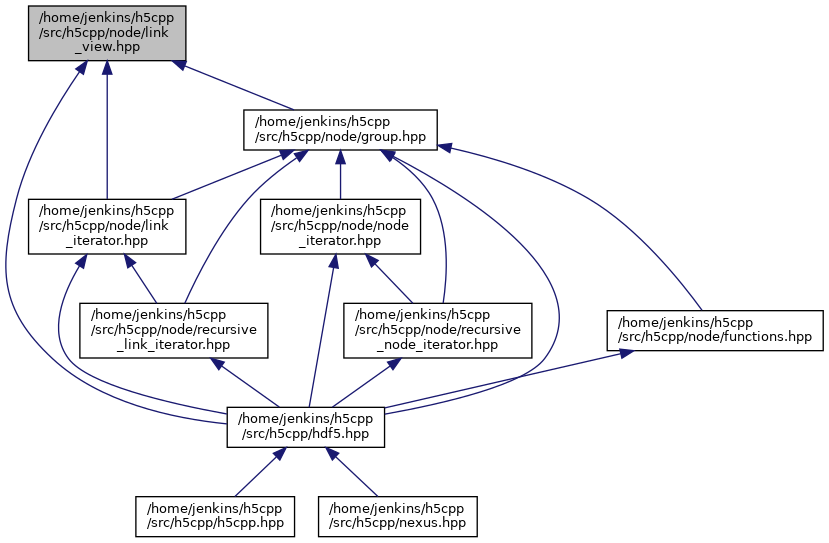 /home/jenkins/h5cpp
/src/h5cpp/node/link
_view.hpp
/home/jenkins/h5cpp
/src/h5cpp/node/group.hpp
/home/jenkins/h5cpp
/src/h5cpp/node/link
_iterator.hpp
/home/jenkins/h5cpp
/src/h5cpp/node/node
_iterator.hpp
/home/jenkins/h5cpp
/src/h5cpp/node/recursive
_link_iterator.hpp
/home/jenkins/h5cpp
/src/h5cpp/node/recursive
_node_iterator.hpp
/home/jenkins/h5cpp
/src/h5cpp/node/functions.hpp
/home/jenkins/h5cpp
/src/h5cpp/hdf5.hpp
/home/jenkins/h5cpp
/src/h5cpp/h5cpp.hpp
/home/jenkins/h5cpp
/src/h5cpp/nexus.hpp